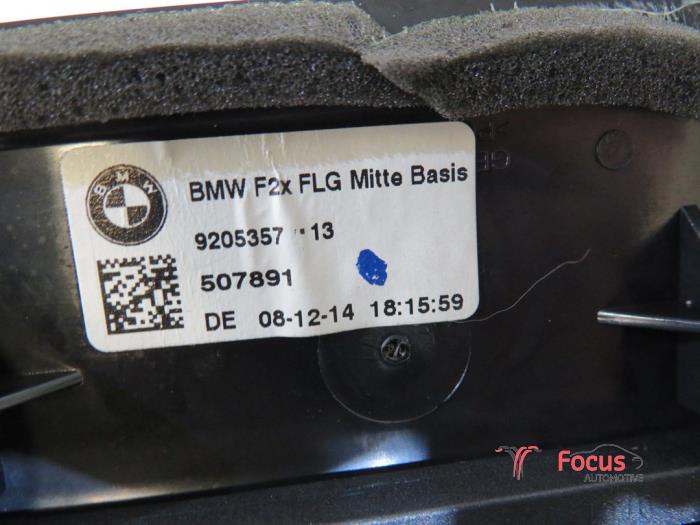 BMW
BMW F2x FLG Mitte Basis
9205357 -13
507891
DE 08-12-14 18:15:59
Focus
AUTOMOTIVE